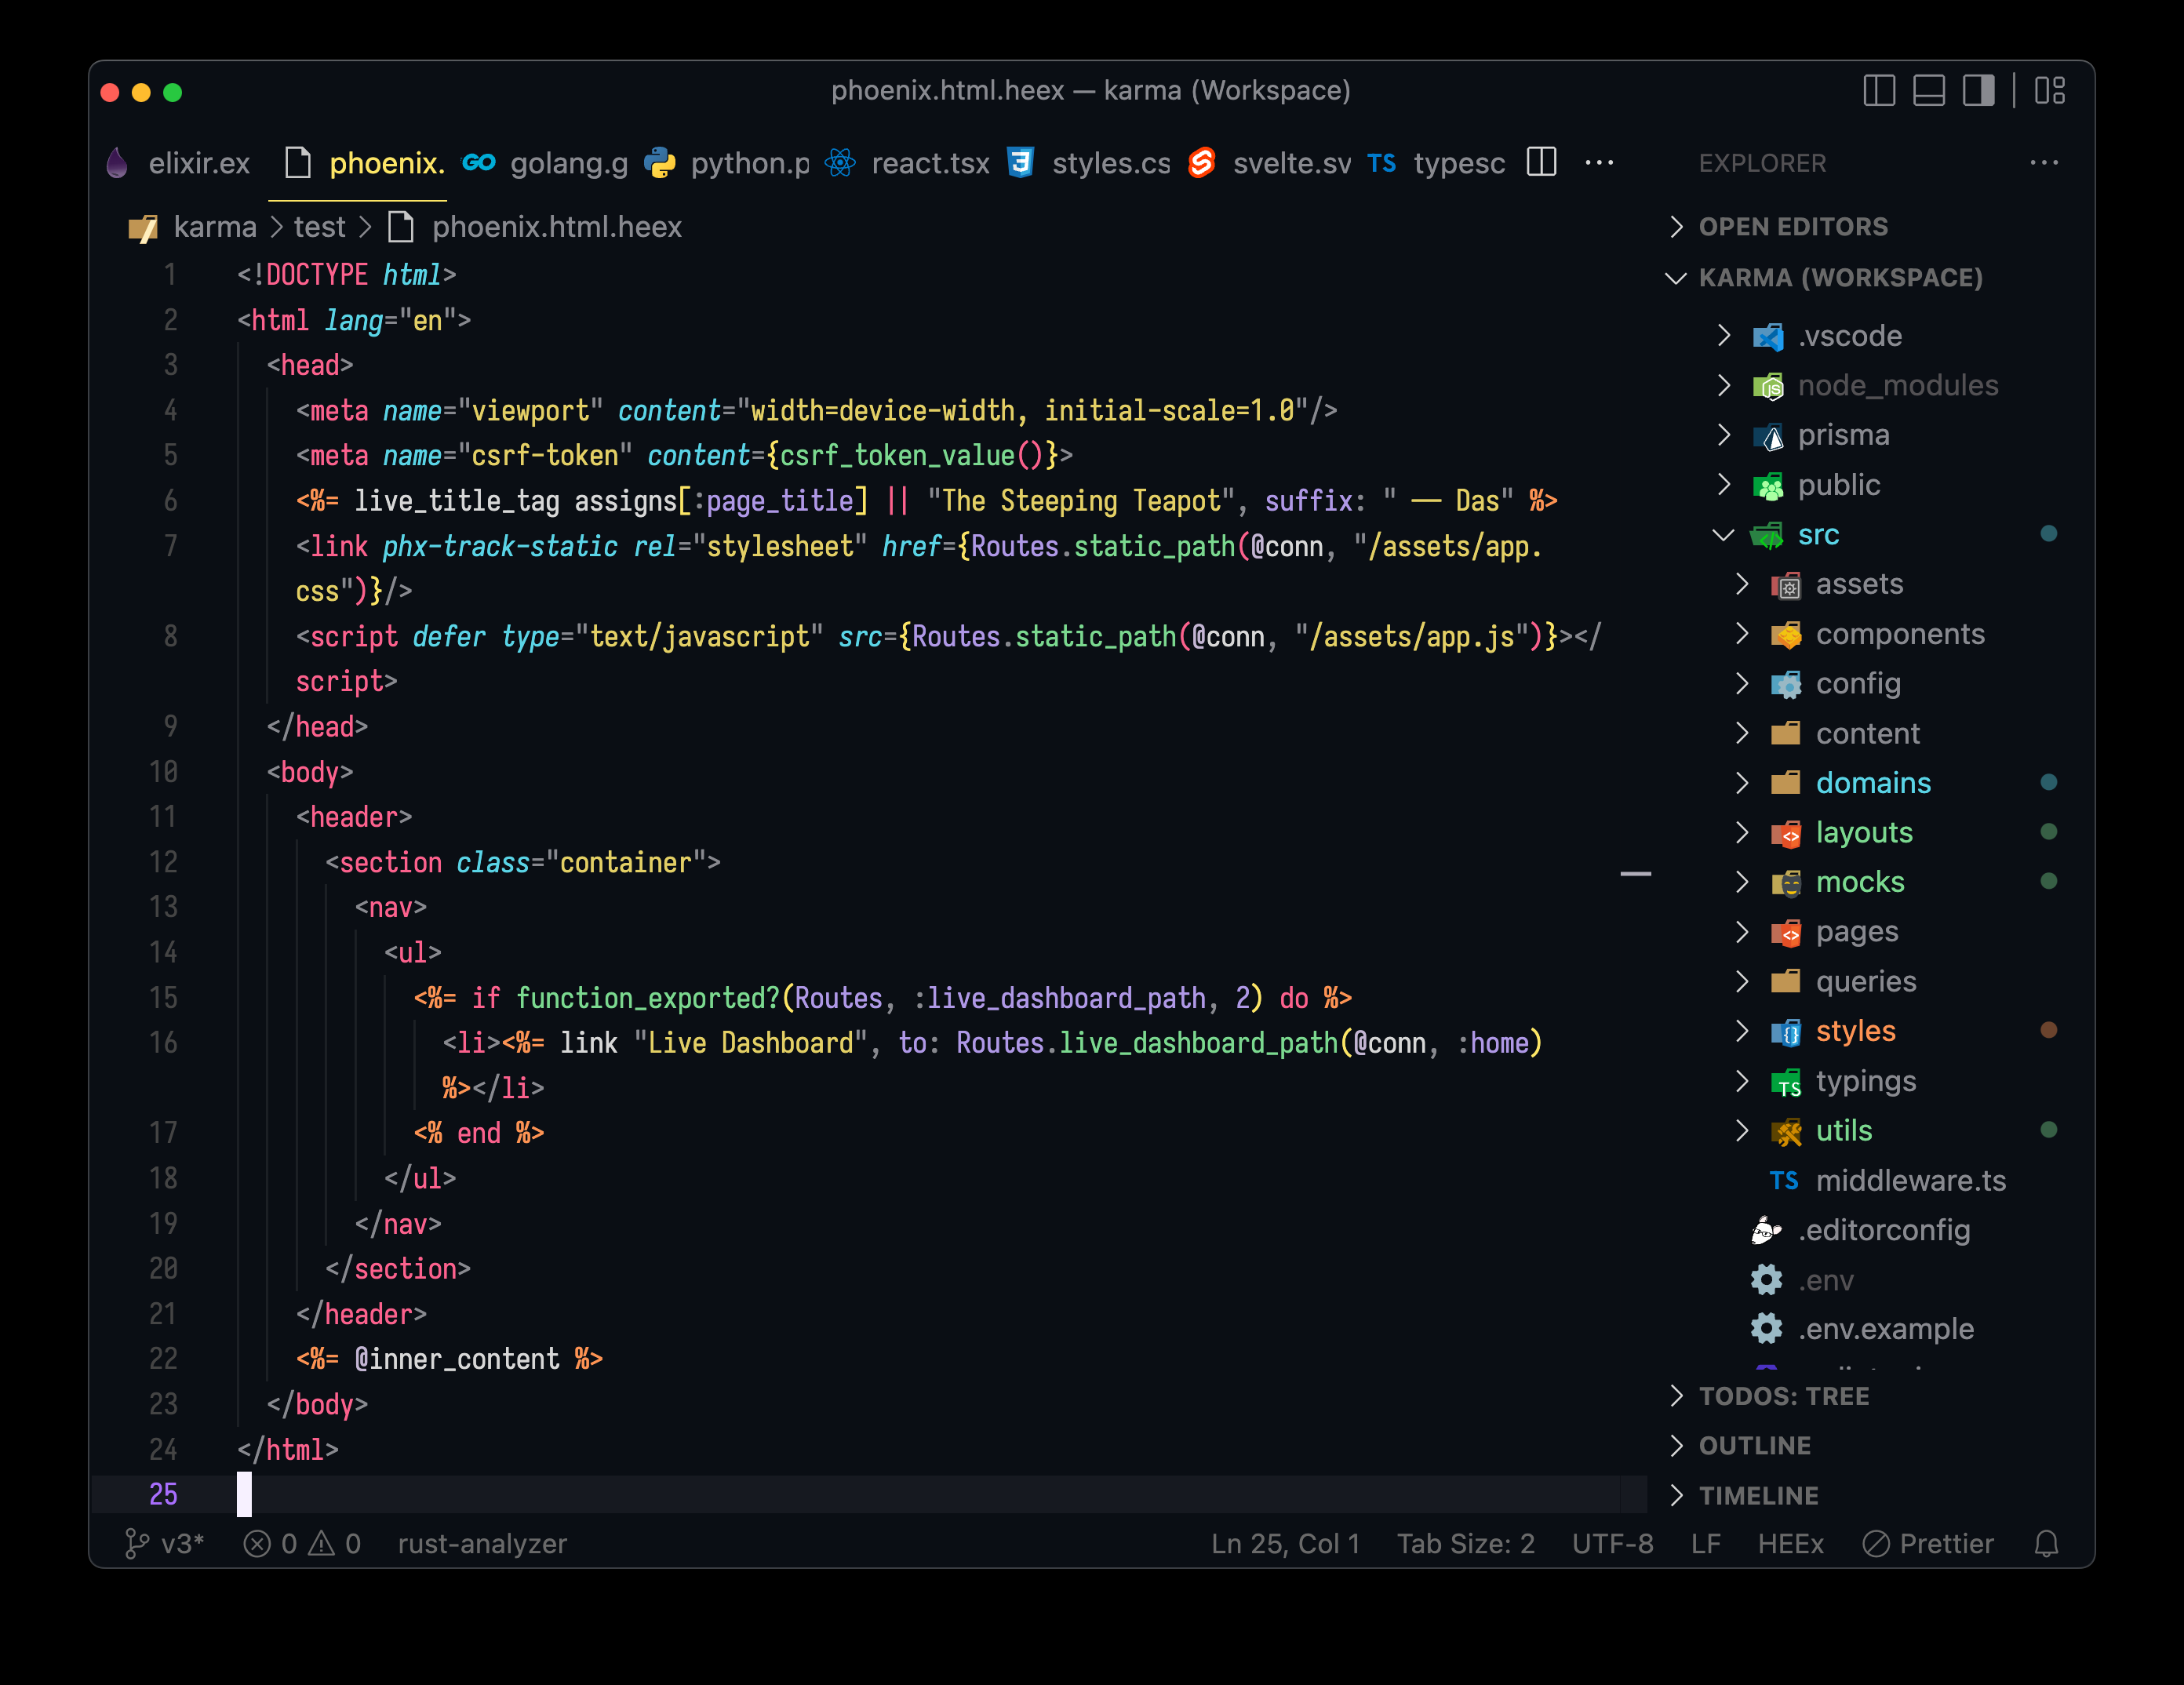 phoenix.html.heex — karma (Workspace)
elixir.ex phoenix. golang.g python.p react.tsx styles.cs svelte.sv TS typesc
karma > test > phoenix.html.heex
1 <!DOCTYPE html>
2 <html lang="en">
3 <head>
4 <meta name="viewport" content="width=device-width, initial-scale=1.0"/>
5 <meta name="csrf-token" content={csrf_token_value()}>
6 <%= live_title_tag assigns[:page_title] || "The Steeping Teapot", suffix: " — Das" %>
7 <link phx-track-static rel="stylesheet" href={Routes.static_path(@conn, "/assets/app.
css")}/>
8 <script defer type="text/javascript" src={Routes.static_path(@conn, "/assets/app.js")}></
script>
9 </head>
10 <body>
11 <header>
12 <section class="container">
13 <nav>
14 <ul>
15 <%= if function_exported?(Routes, :live_dashboard_path, 2) do %>
16 <li><%= link "Live Dashboard", to: Routes.live_dashboard_path(@conn, :home)
%></li>
17 <% end %>
18 </ul>
19 </nav>
20 </section>
21 </header>
22 <%= @inner_content %>
23 </body>
24 </html>
25
EXPLORER
OPEN EDITORS
KARMA (WORKSPACE)
.vscode
node_modules
prisma
public
src
assets
components
config
content
domains
layouts
mocks
pages
queries
styles
typings
utils
TS middleware.ts
.editorconfig
.env
.env.example
TODOS: TREE
OUTLINE
TIMELINE
v3* 0 0 rust-analyzer Ln 25, Col 1 Tab Size: 2 UTF-8 LF HEEx Prettier